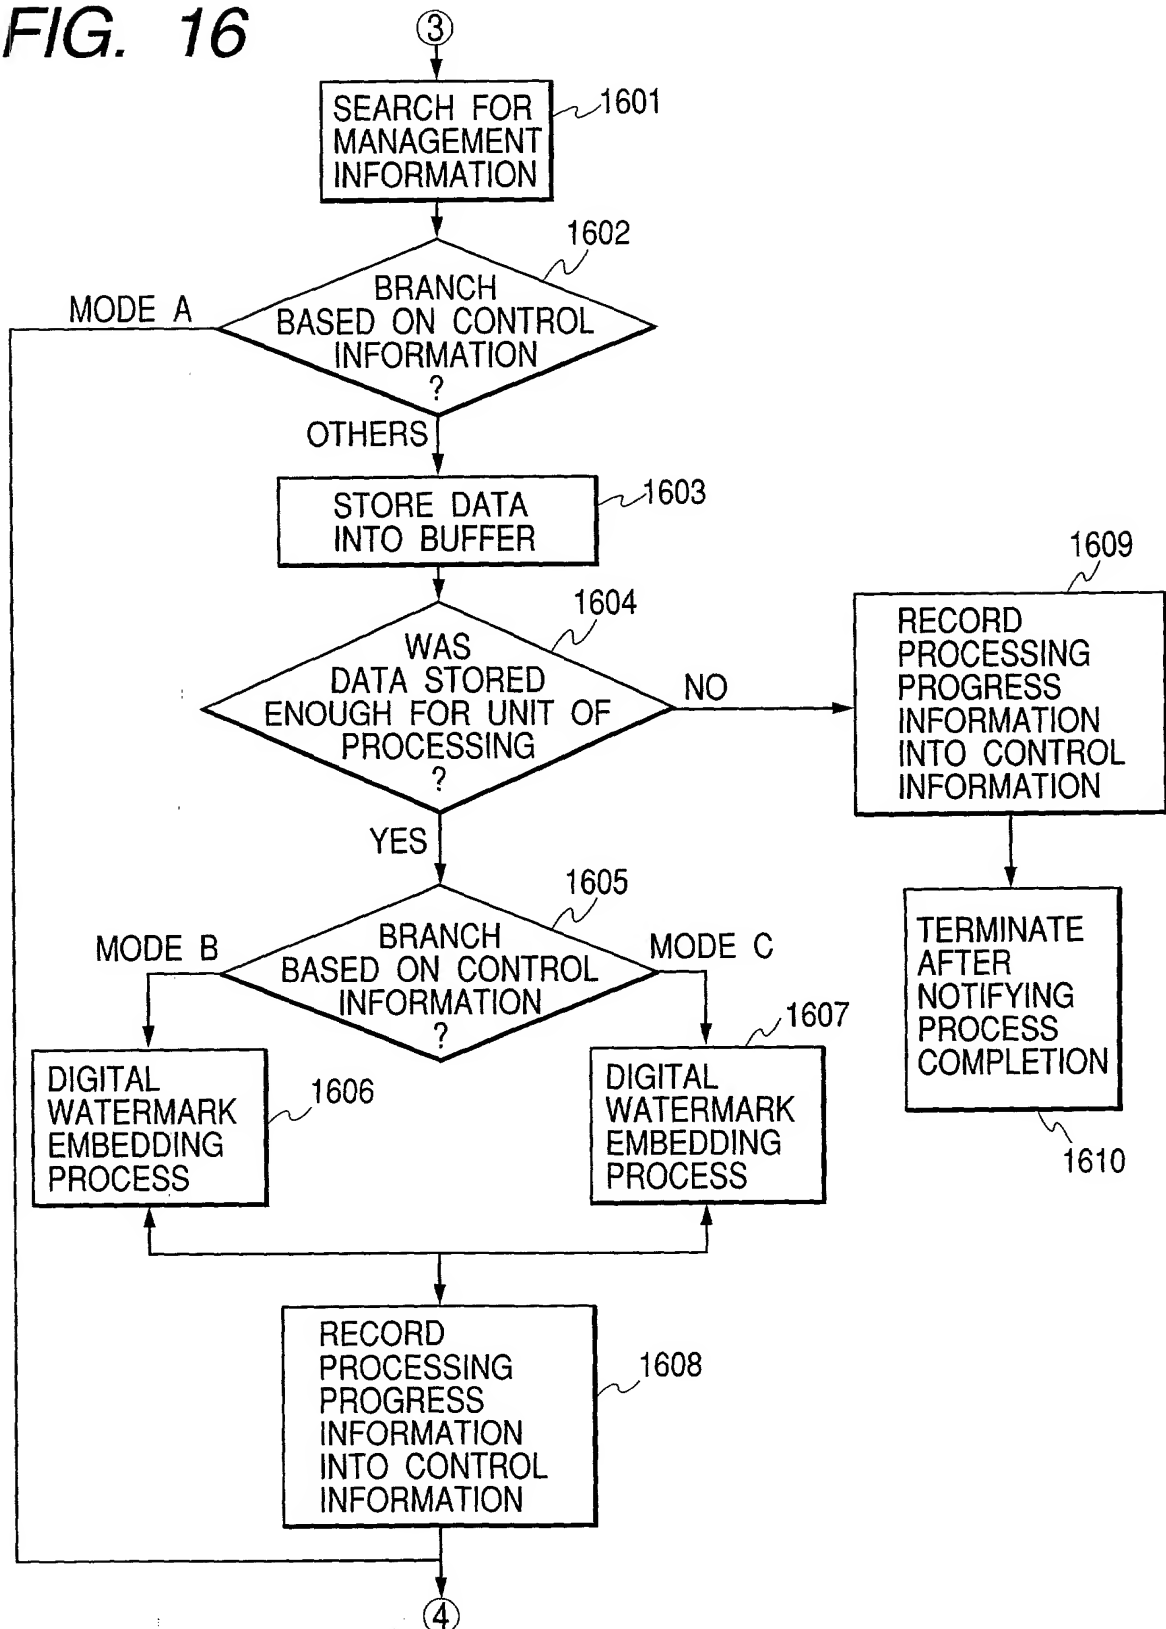 FIG. 16
3
SEARCH FOR
MANAGEMENT
INFORMATION
1601
1602
BRANCH
BASED ON CONTROL
INFORMATION
?
MODE A
OTHERS
STORE DATA
INTO BUFFER
1603
1604
WAS
DATA STORED
ENOUGH FOR UNIT OF
PROCESSING
?
NO
1609
RECORD
PROCESSING
PROGRESS
INFORMATION
INTO CONTROL
INFORMATION
YES
1605
BRANCH
BASED ON CONTROL
INFORMATION
?
MODE B
MODE C
TERMINATE
AFTER
NOTIFYING
PROCESS
COMPLETION
1610
DIGITAL
WATERMARK
EMBEDDING
PROCESS
1606
1607
DIGITAL
WATERMARK
EMBEDDING
PROCESS
RECORD
PROCESSING
PROGRESS
INFORMATION
INTO CONTROL
INFORMATION
1608
4